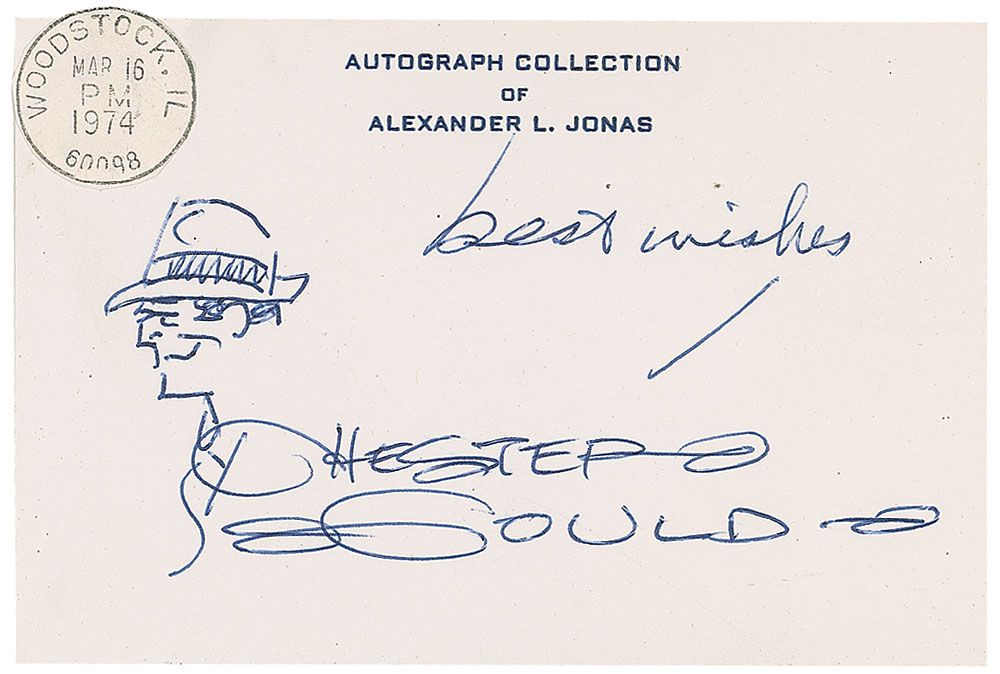 WOODSTOCK, IL
MAR 16
PM
1974
60098
AUTOGRAPH COLLECTION
OF
ALEXANDER L. JONAS
best wishes
CHESTER
GOULD